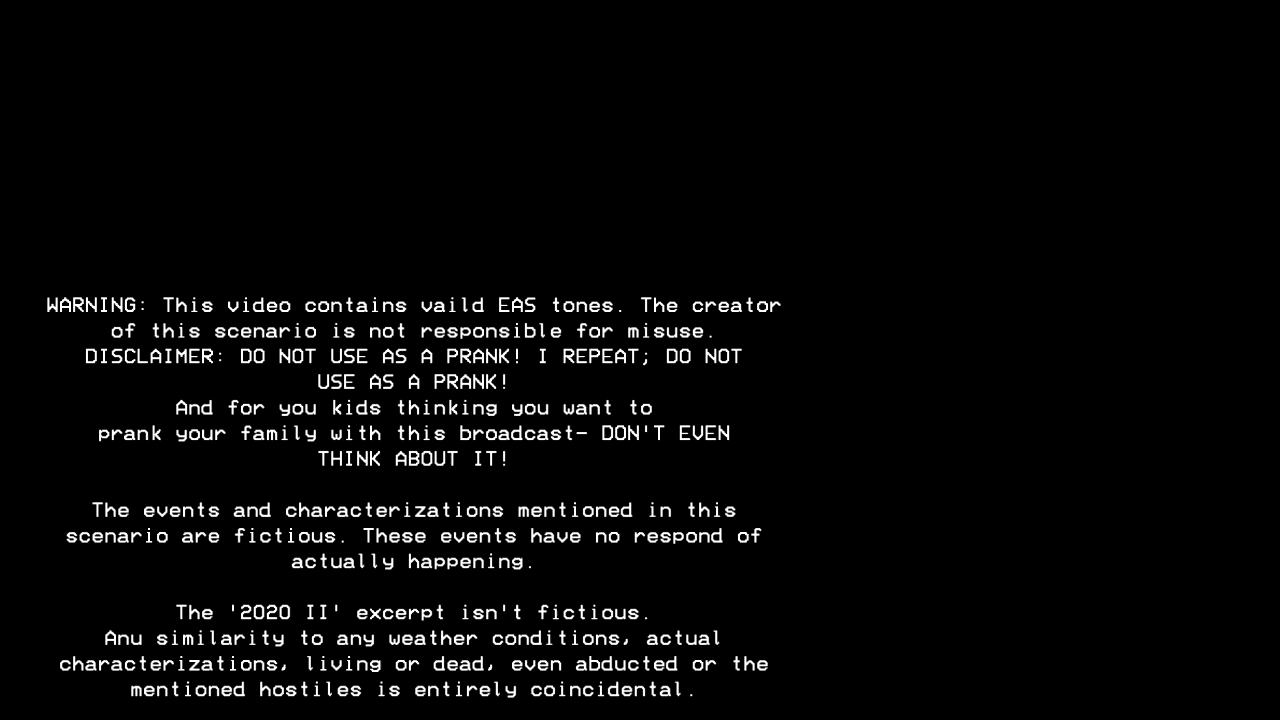 WARNING: This video contains vaild EAS tones. The creator
of this scenario is not responsible for misuse.
DISCLAIMER: DO NOT USE AS A PRANK! I REPEAT; DO NOT
USE AS A PRANK!
And for you kids thinking you want to
prank your family with this broadcast- DON'T EVEN
THINK ABOUT IT!
The events and characterizations mentioned in this
scenario are fictious. These events have no respond of
actually happening.
The '2020 II' excerpt isn't fictious.
Anu similarity to any weather conditions, actual
characterizations, living or dead, even abducted or the
mentioned hostiles is entirely coincidental.